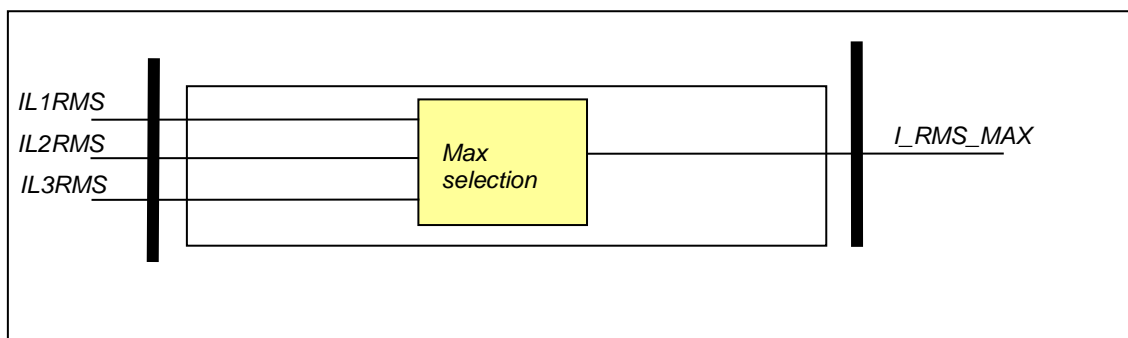 IL1RMS
IL2RMS
IL3RMS
Max
selection
I_RMS_MAX